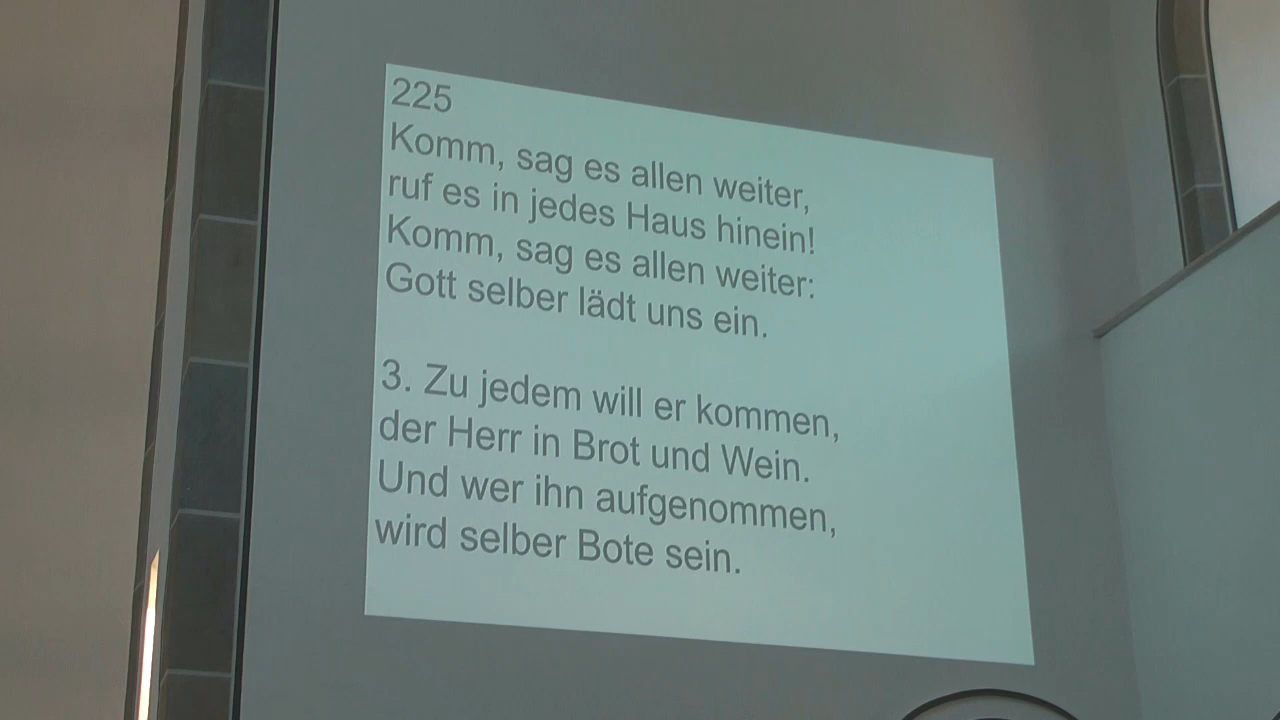 225
Komm, sag es allen weiter,
ruf es in jedes Haus hinein!
Komm, sag es allen weiter:
Gott selber lädt uns ein.
3. Zu jedem will er kommen,
der Herr in Brot und Wein.
Und wer ihn aufgenommen,
wird selber Bote sein.